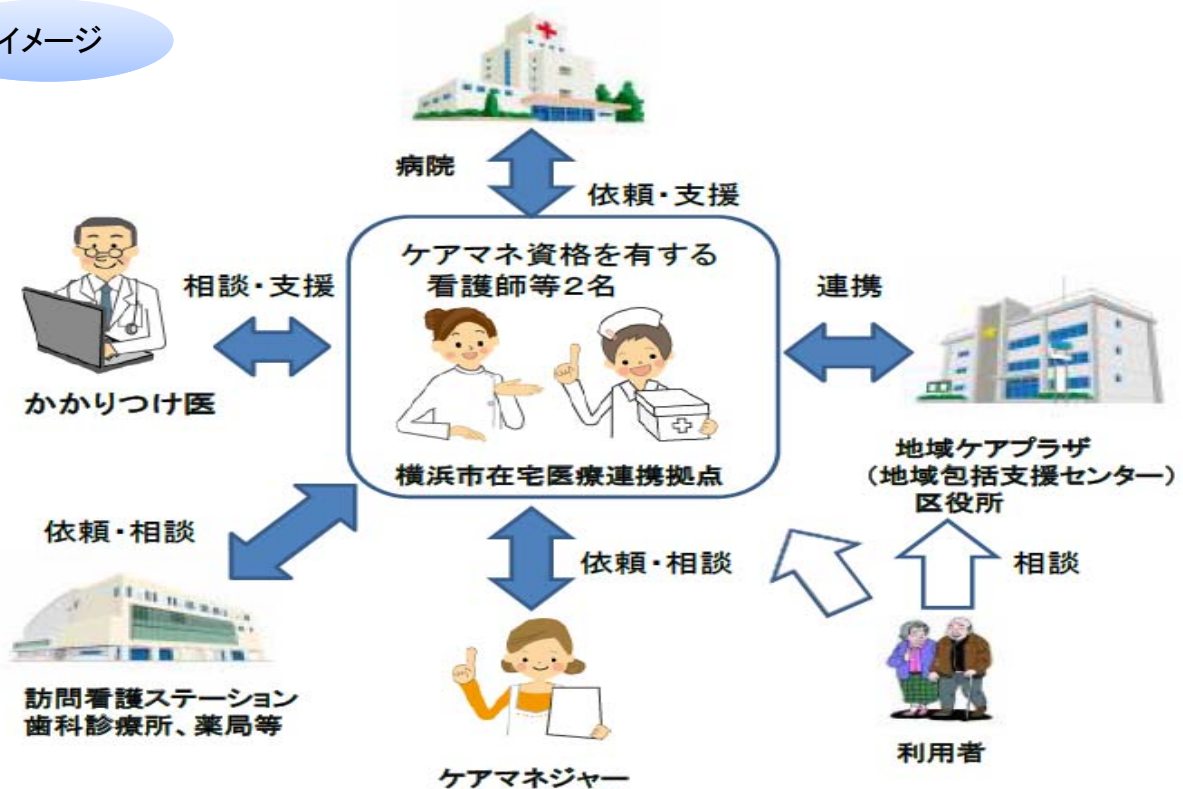 イメージ
病院
依頼・支援
ケアマネ資格を有する
看護師等2名
相談・支援
連携
かかりつけ医
横浜市在宅医療連携拠点
地域ケアプラザ
(地域包括支援センター)
区役所
依頼・相談
依頼・相談
相談
訪問看護ステーション
歯科診療所、薬局等
利用者
ケアマネジャー